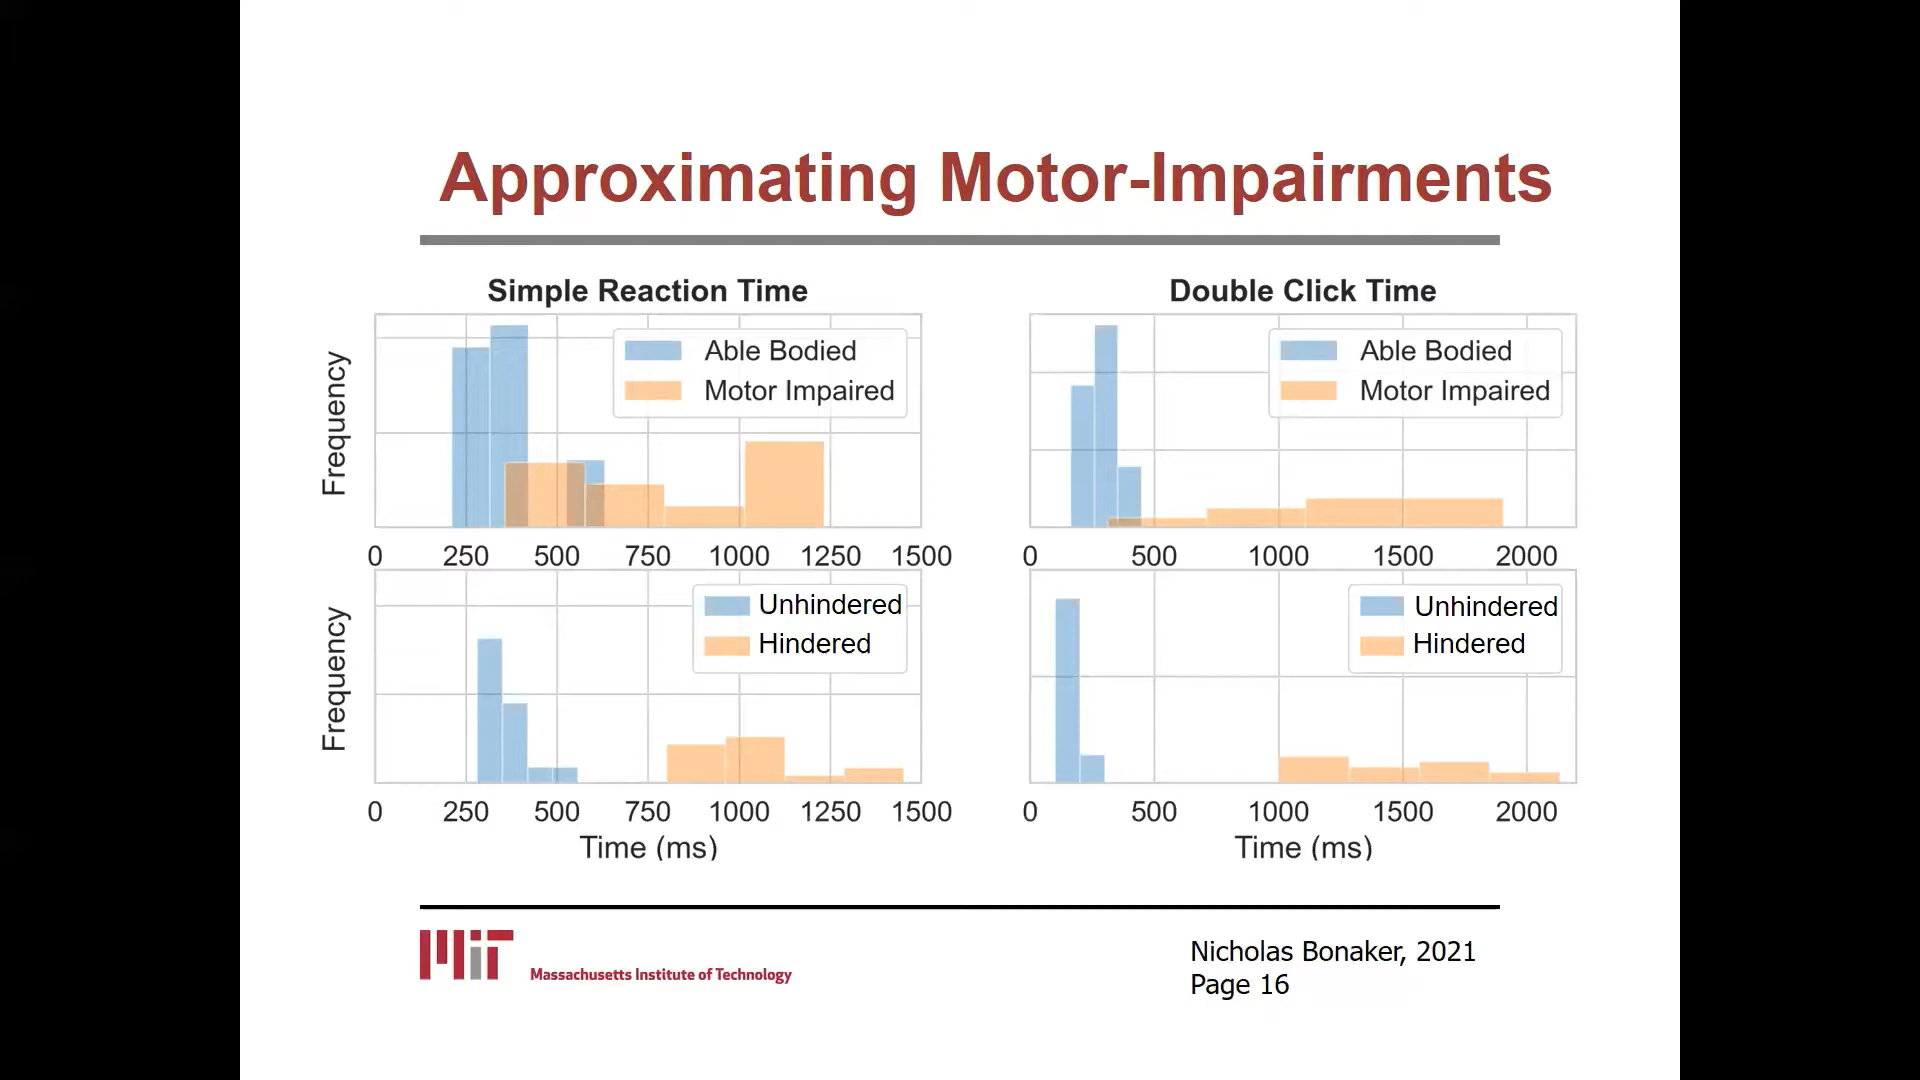 Approximating Motor-Impairments
Simple Reaction Time
Frequency
Able Bodied
Motor Impaired
0 250 500 750 1000 1250 1500
Double Click Time
Able Bodied
Motor Impaired
0 500 1000 1500 2000
Frequency
Unhindered
Hindered
0 250 500 750 1000 1250 1500
Time (ms)
Unhindered
Hindered
0 500 1000 1500 2000
Time (ms)
MIT
Massachusetts Institute of Technology
Nicholas Bonaker, 2021
Page 16